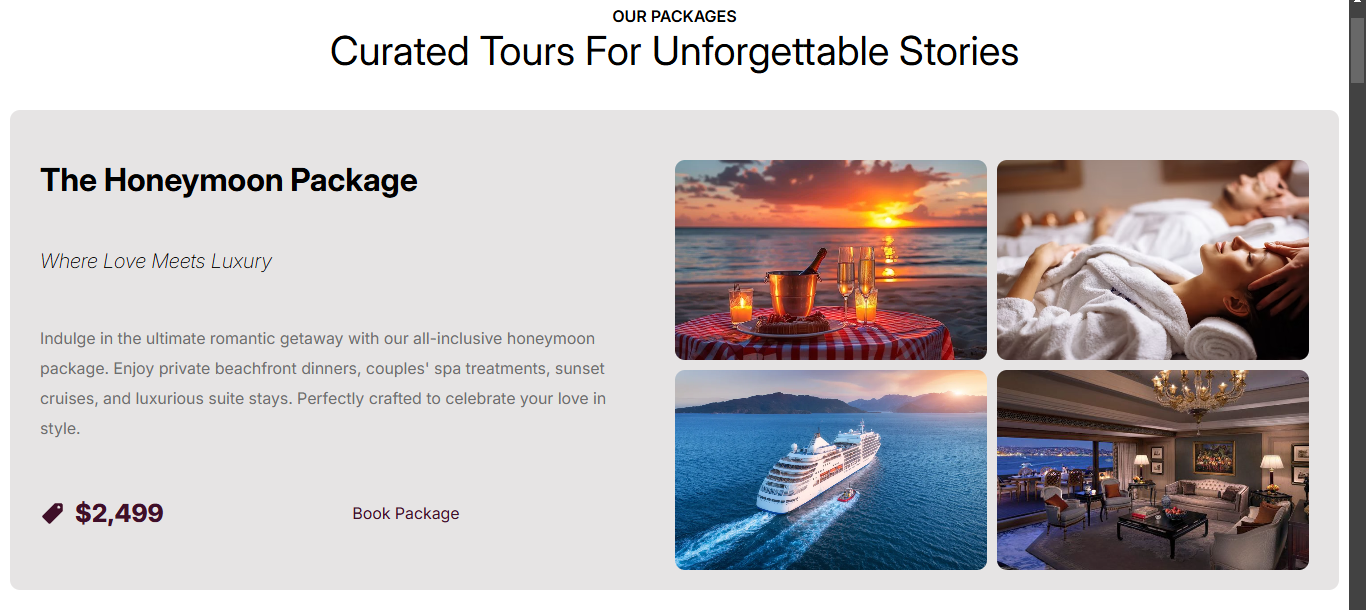 OUR PACKAGES
Curated Tours For Unforgettable Stories
The Honeymoon Package
Where Love Meets Luxury
Indulge in the ultimate romantic getaway with our all-inclusive honeymoon
package. Enjoy private beachfront dinners, couples' spa treatments, sunset
cruises, and luxurious suite stays. Perfectly crafted to celebrate your love in
style.
$2,499
Book Package